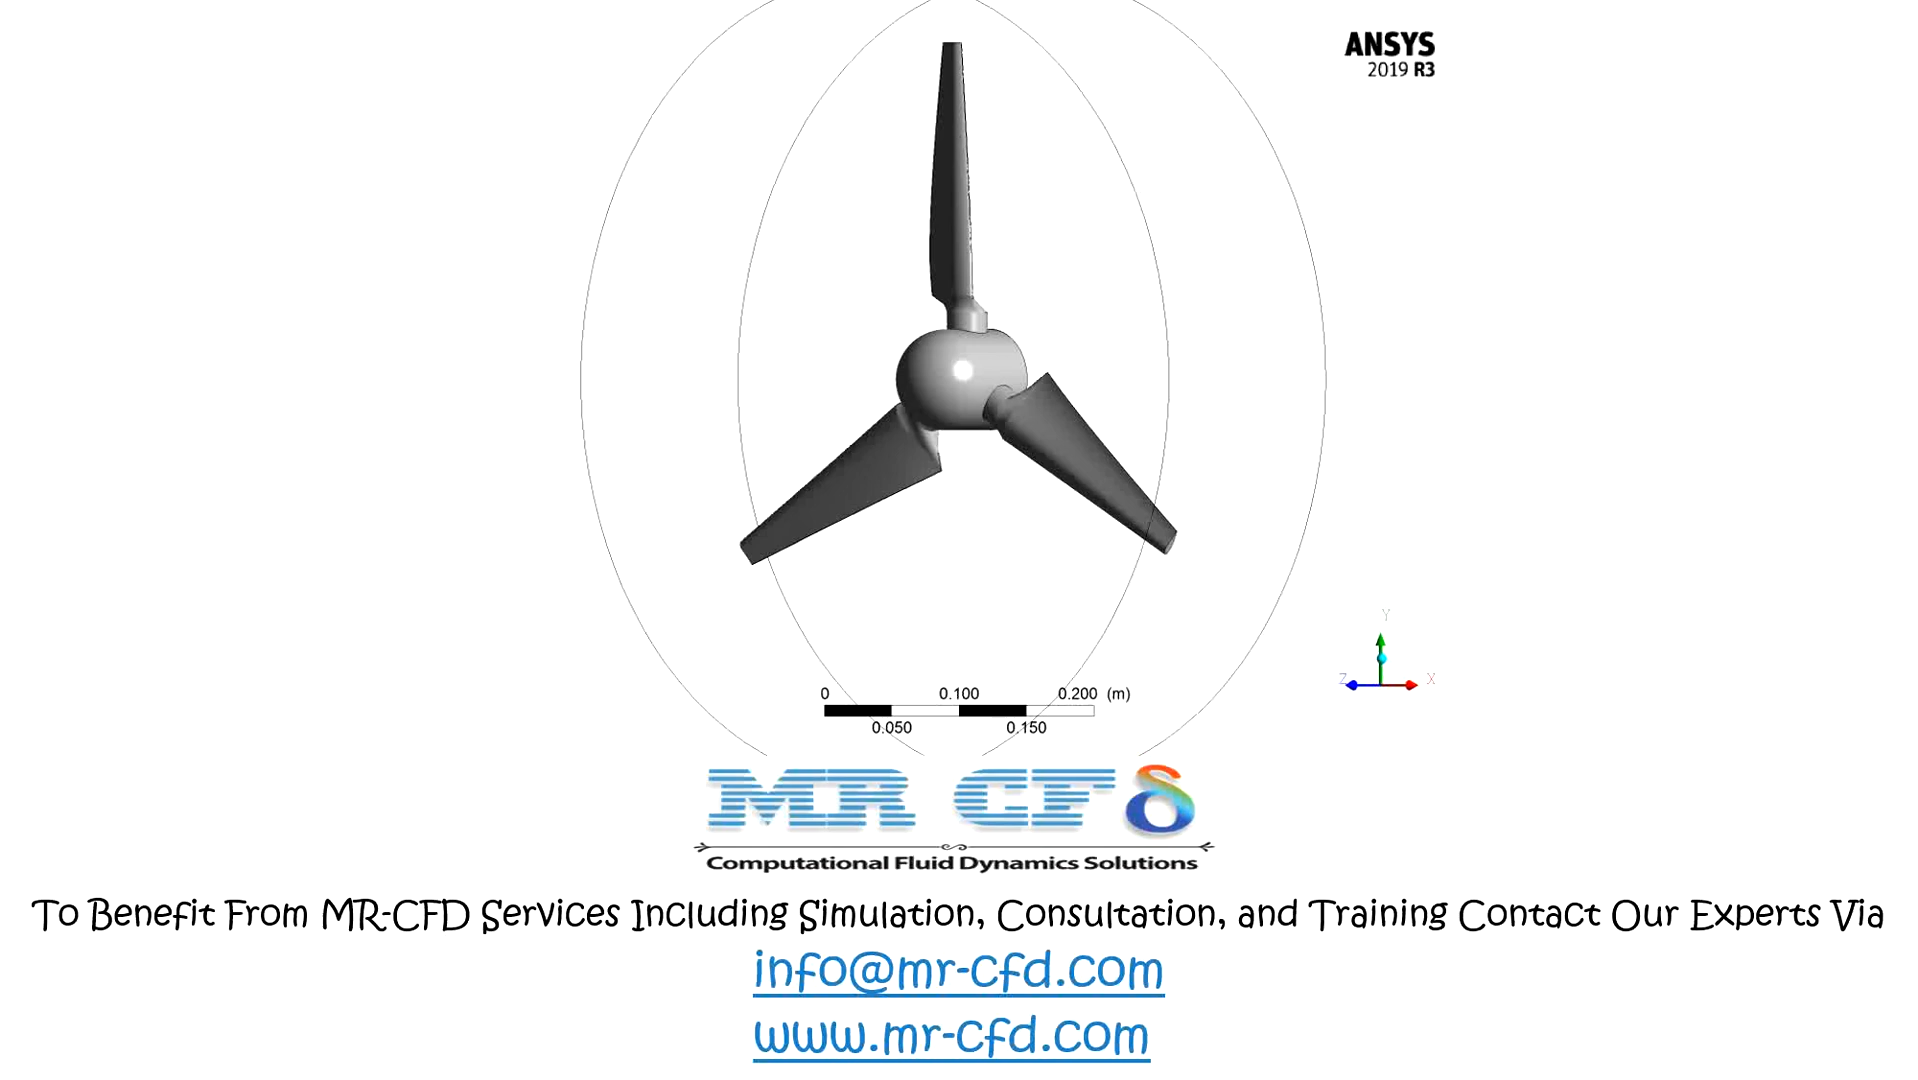 ANSYS
2019 R3
Y
Z X
0 0.100 0.200 (m)
0.050 0.150
MR CFδ
Computational Fluid Dynamics Solutions
To Benefit From MR-CFD Services Including Simulation, Consultation, and Training Contact Our Experts Via
info@mr-cfd.com
www.mr-cfd.com